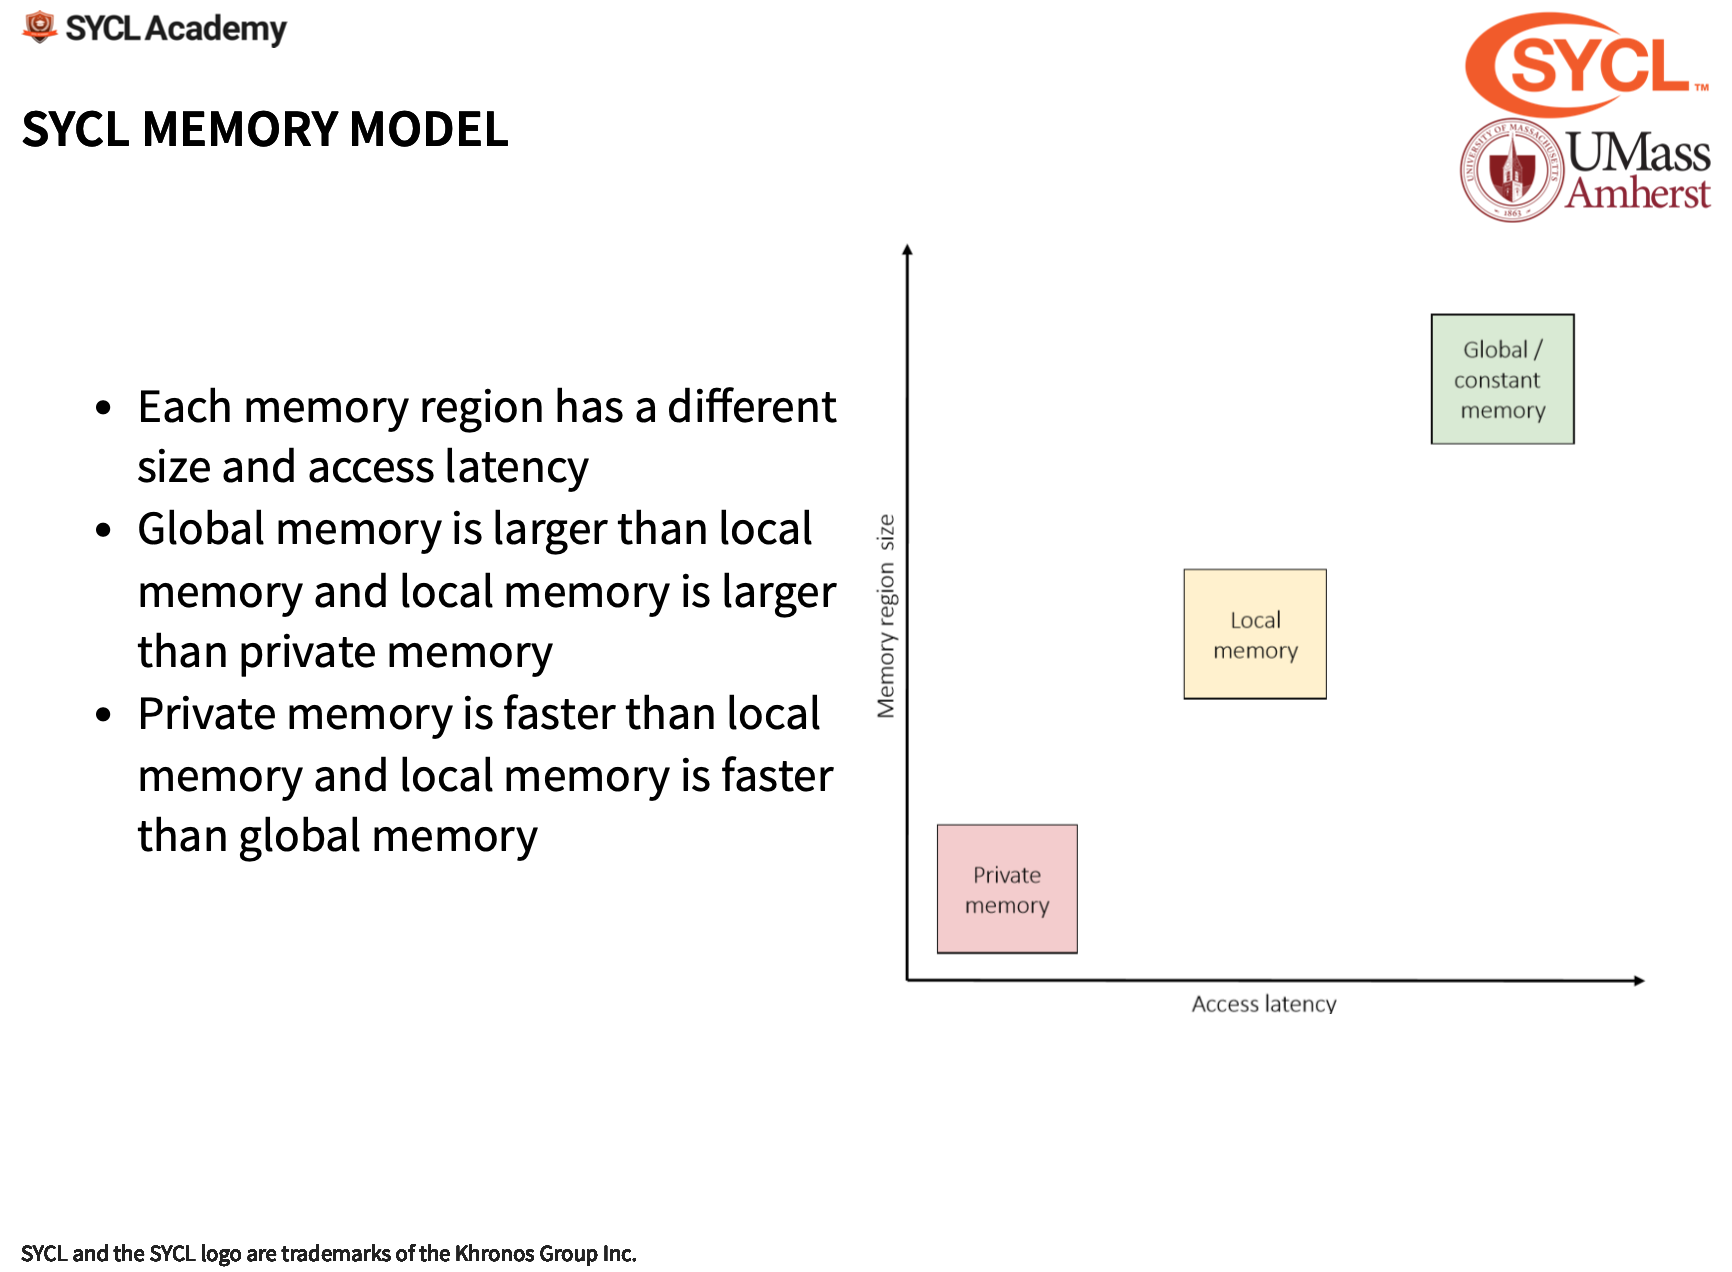 SYCL Academy
SYCL™
UNIVERSITY OF MASSACHUSETTS
1863
UMass
Amherst
SYCL MEMORY MODEL
• Each memory region has a different
size and access latency
• Global memory is larger than local
memory and local memory is larger
than private memory
• Private memory is faster than local
memory and local memory is faster
than global memory
Memory region size
Global /
constant
memory
Local
memory
Private
memory
Access latency
SYCL and the SYCL logo are trademarks of the Khronos Group Inc.